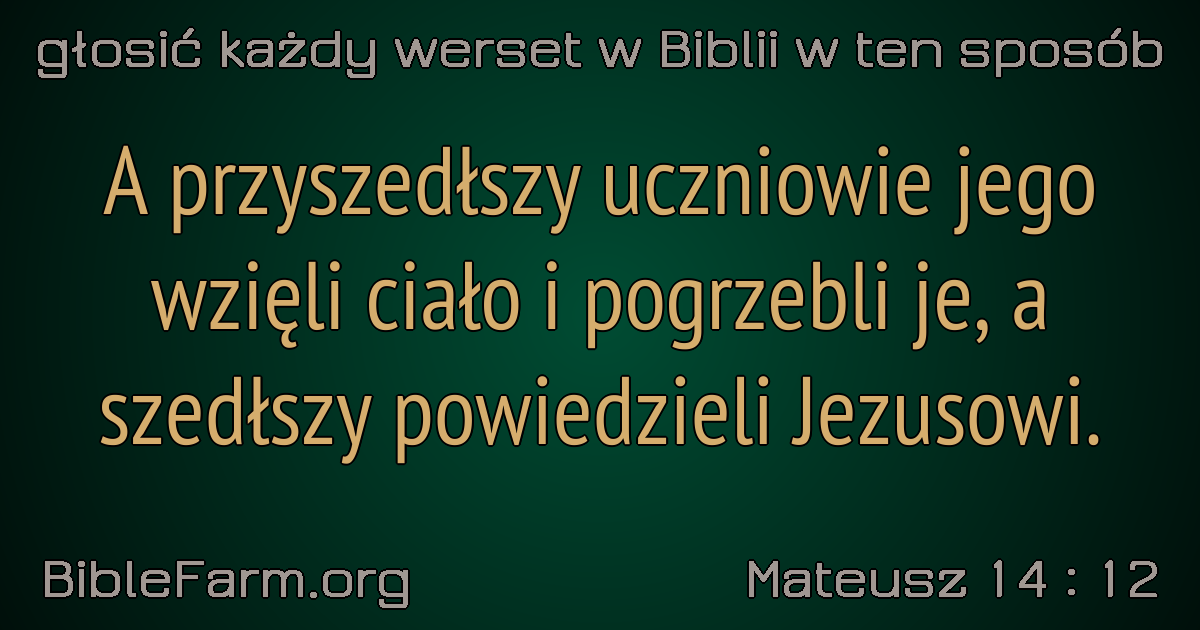 głosić każdy werset w Biblii w ten sposób
A przyszedłszy uczniowie jego
wzięli ciało i pogrzebli je, a
szedłszy powiedzieli Jezusowi.
BibleFarm.org
Mateusz 14 : 12